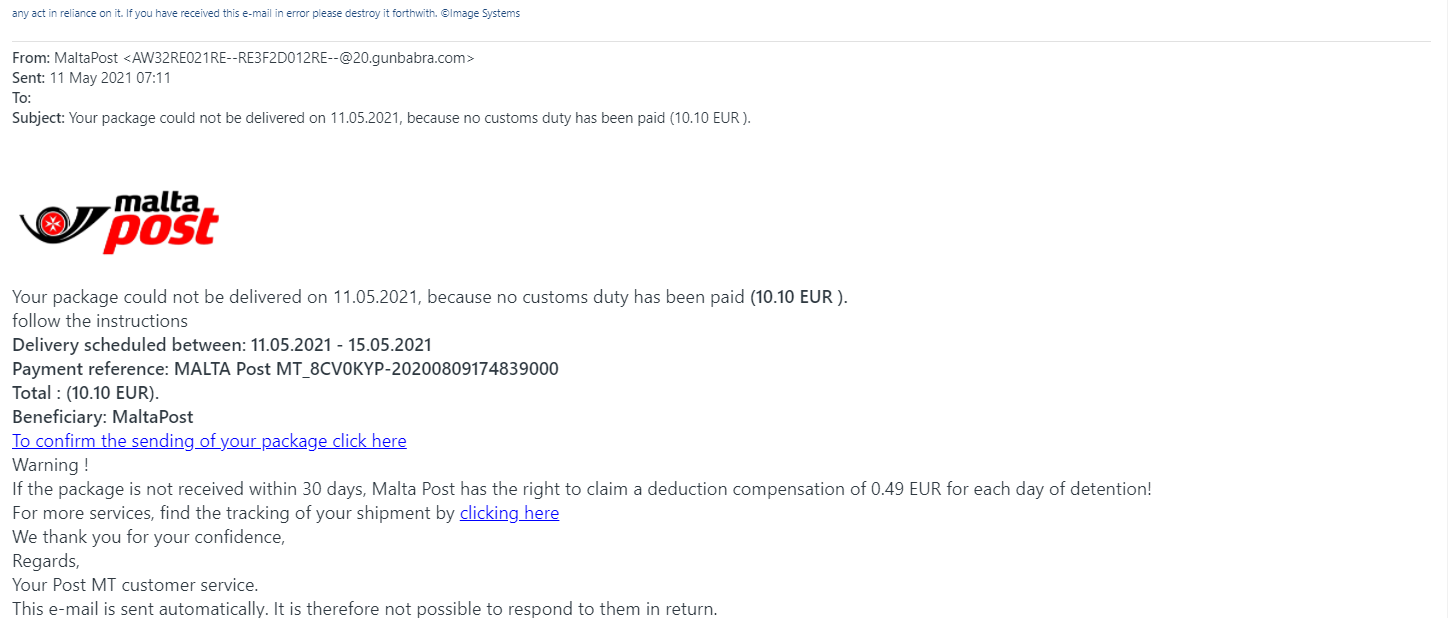 any act in reliance on it. If you have received this e-mail in error please destroy it forthwith. ©Image Systems
From: MaltaPost <AW32RE021RE--RE3F2D012RE--@20.gunbabra.com>
Sent: 11 May 2021 07:11
To:
Subject: Your package could not be delivered on 11.05.2021, because no customs duty has been paid (10.10 EUR ).
malta
post
Your package could not be delivered on 11.05.2021, because no customs duty has been paid (10.10 EUR ).
follow the instructions
Delivery scheduled between: 11.05.2021 - 15.05.2021
Payment reference: MALTA Post MT_8CV0KYP-20200809174839000
Total : (10.10 EUR).
Beneficiary: MaltaPost
To confirm the sending of your package click here
Warning !
If the package is not received within 30 days, Malta Post has the right to claim a deduction compensation of 0.49 EUR for each day of detention!
For more services, find the tracking of your shipment by clicking here
We thank you for your confidence,
Regards,
Your Post MT customer service.
This e-mail is sent automatically. It is therefore not possible to respond to them in return.